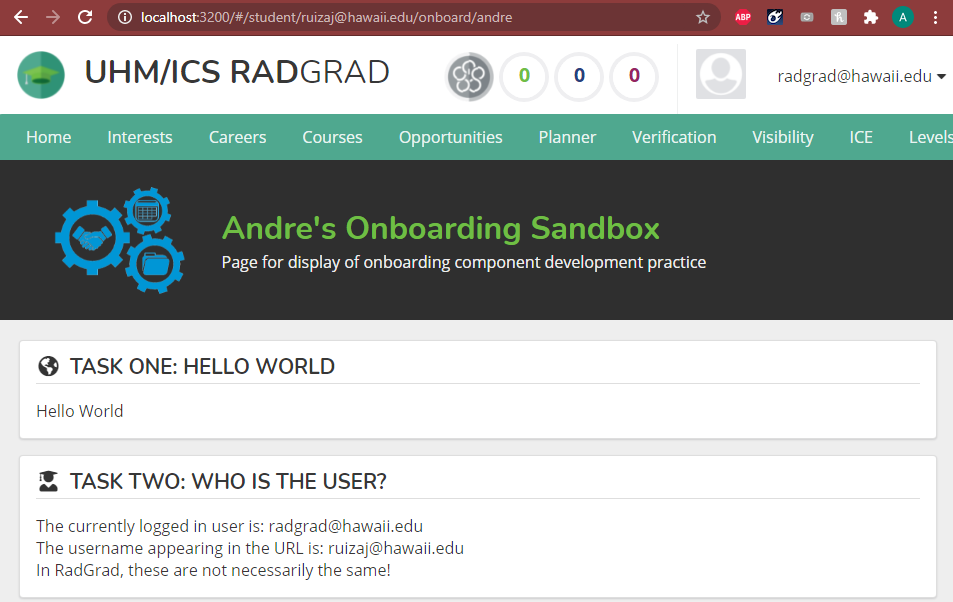 localhost:3200/#/student/ruizaj@hawaii.edu/onboard/andre
ABP
A
UHM/ICS RADGRAD
0 0 0
radgrad@hawaii.edu
Home Interests Careers Courses Opportunities Planner Verification Visibility ICE Levels
Andre's Onboarding Sandbox
Page for display of onboarding component development practice
TASK ONE: HELLO WORLD
Hello World
TASK TWO: WHO IS THE USER?
The currently logged in user is: radgrad@hawaii.edu
The username appearing in the URL is: ruizaj@hawaii.edu
In RadGrad, these are not necessarily the same!